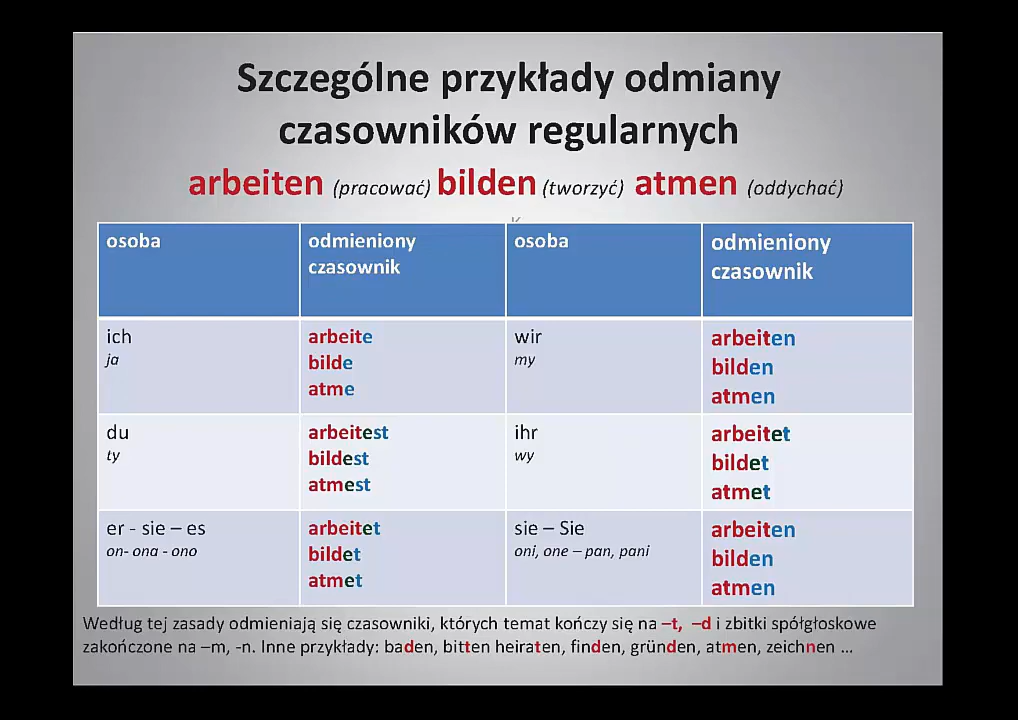 Szczególne przykłady odmiany
czasowników regularnych
arbeiten (pracować) bilden (tworzyć) atmen (oddychać)
osoba
odmieniony
czasownik
osoba
odmieniony
czasownik
ich
ja
arbeite
bilde
atme
wir
my
arbeiten
bilden
atmen
du
ty
arbeitest
bildest
atmest
ihr
wy
arbeitet
bildet
atmet
er - sie – es
on- ona - ono
arbeitet
bildet
atmet
sie – Sie
oni, one – pan, pani
arbeiten
bilden
atmen
Według tej zasady odmieniają się czasowniki, których temat kończy się na –t, –d i zbitki spółgłoskowe
zakończone na –m, -n. Inne przykłady: baden, bitten heiraten, finden, gründen, atmen, zeichnen ...